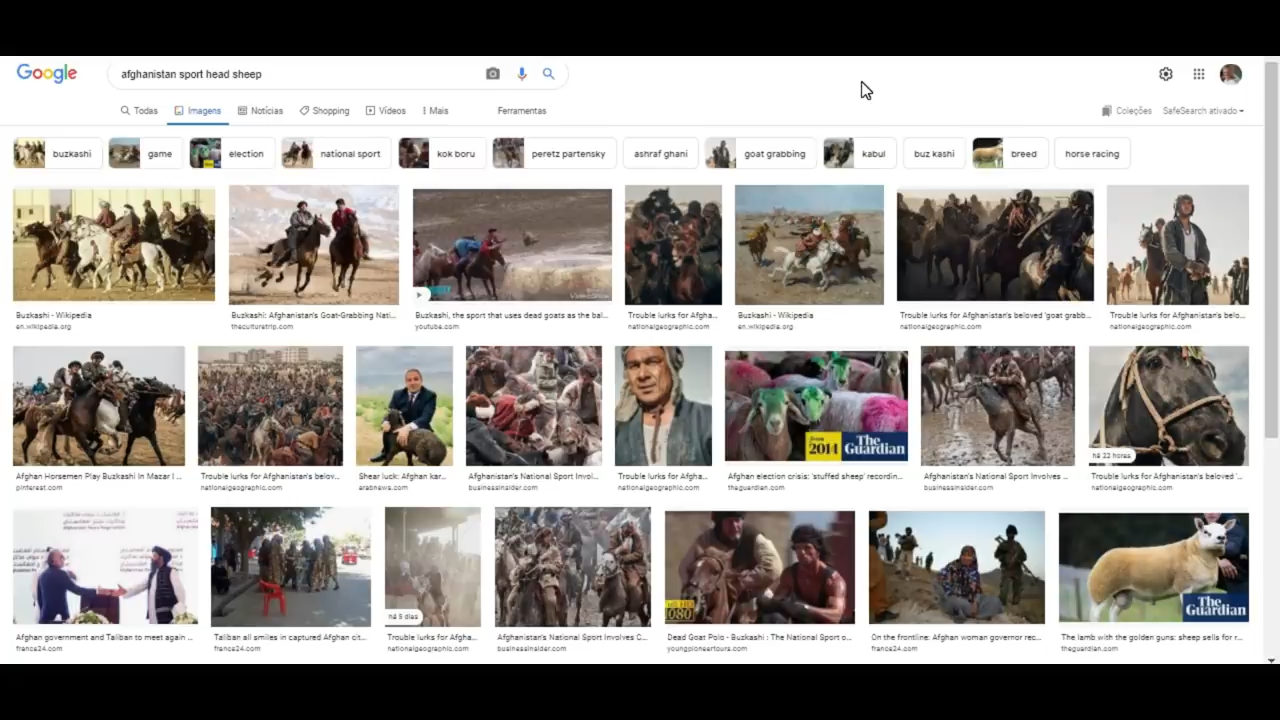 Google
afghanistan sport head sheep
Todas
Imagens
Notícias
Shopping
Vídeos
Mais
Ferramentas
Coleções
SafeSearch ativado
buzkashi
game
election
national sport
kok boru
peretz partensky
ashraf ghani
goat grabbing
kabul
buz kashi
breed
horse racing
Buzkashi - Wikipedia
en.wikipedia.org
Buzkashi: Afghanistan's Goat-Grabbing Nati...
theculturetrip.com
Buzkashi, the sport that uses dead goats as the bal...
youtube.com
Trouble lurks for Afgha...
nationalgeographic.com
Buzkashi - Wikipedia
en.wikipedia.org
Trouble lurks for Afghanistan's beloved 'goat grabb...
nationalgeographic.com
Trouble lurks for Afghanistan's belo...
nationalgeographic.com
from
2014
The
Guardian
há 23 horas
Afghan Horsemen Play Buzkashi In Mazar I ...
pinterest.com
Trouble lurks for Afghanistan's belov...
nationalgeographic.com
Shear luck: Afghan kar...
arabnews.com
Afghanistan's National Sport Invol...
businessinsider.com
Trouble lurks for Afgha...
nationalgeographic.com
Afghan election crisis: 'stuffed sheep' recordin...
theguardian.com
Afghanistan's National Sport Involves ...
businessinsider.com
Trouble lurks for Afghanistan's beloved '...
nationalgeographic.com
há 5 dias
1080
The
Guardian
Afghan government and Taliban to meet again ...
france24.com
Taliban all smiles in captured Afghan cit...
france24.com
Trouble lurks for Afgha...
nationalgeographic.com
Afghanistan's National Sport Involves C...
businessinsider.com
Dead Goat Polo - Buzkashi : The National Sport o...
youngpioneertours.com
On the frontline: Afghan woman governor rec...
france24.com
The lamb with the golden guns: sheep sells for r...
theguardian.com